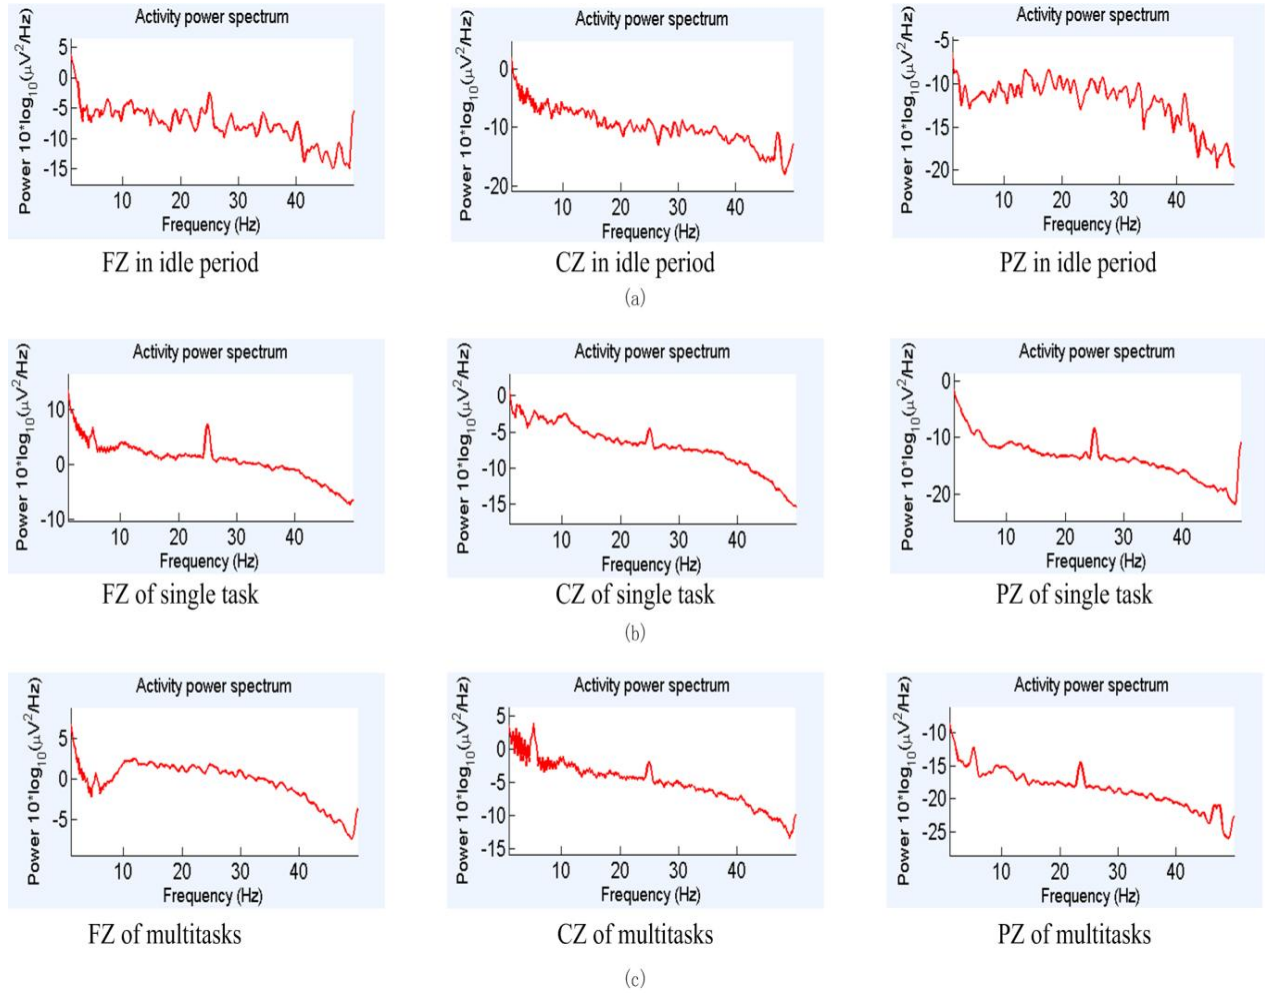 Activity power spectrum
Power 10*log10(μV2/Hz)
5
0
-5
-10
-15
10 20 30 40
Frequency (Hz)
FZ in idle period
Activity power spectrum
Power 10*log10(μV2/Hz)
0
-10
-20
10 20 30 40
Frequency (Hz)
CZ in idle period
Activity power spectrum
Power 10*log10(μV2/Hz)
-5
-10
-15
-20
10 20 30 40
Frequency (Hz)
PZ in idle period
(a)
Activity power spectrum
Power 10*log10(μV2/Hz)
10
0
-10
10 20 30 40
Frequency (Hz)
FZ of single task
Activity power spectrum
Power 10*log10(μV2/Hz)
0
-5
-10
-15
10 20 30 40
Frequency (Hz)
CZ of single task
Activity power spectrum
Power 10*log10(μV2/Hz)
0
-10
-20
10 20 30 40
Frequency (Hz)
PZ of single task
(b)
Activity power spectrum
Power 10*log10(μV2/Hz)
5
0
-5
10 20 30 40
Frequency (Hz)
FZ of multitasks
Activity power spectrum
Power 10*log10(μV2/Hz)
5
0
-5
-10
-15
10 20 30 40
Frequency (Hz)
CZ of multitasks
Activity power spectrum
Power 10*log10(μV2/Hz)
-10
-15
-20
-25
10 20 30 40
Frequency (Hz)
PZ of multitasks
(c)